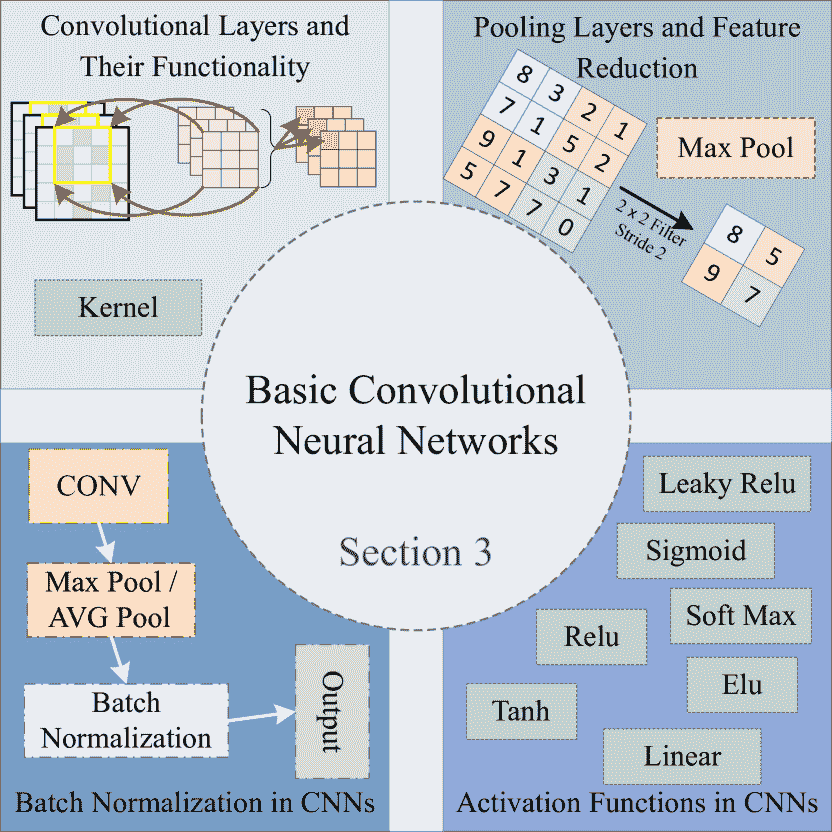 Convolutional Layers and
Their Functionality
Kernel
Pooling Layers and Feature
Reduction
8 3 2 1
7 1 5 2
9 1 3 1
5 7 7 0
Max Pool
2 x 2 Filter
Stride 2
8 5
9 7
Basic Convolutional
Neural Networks
Section 3
CONV
Max Pool /
AVG Pool
Batch
Normalization
Output
Batch Normalization in CNNs
Leaky Relu
Sigmoid
Soft Max
Relu
Elu
Tanh
Linear
Activation Functions in CNNs